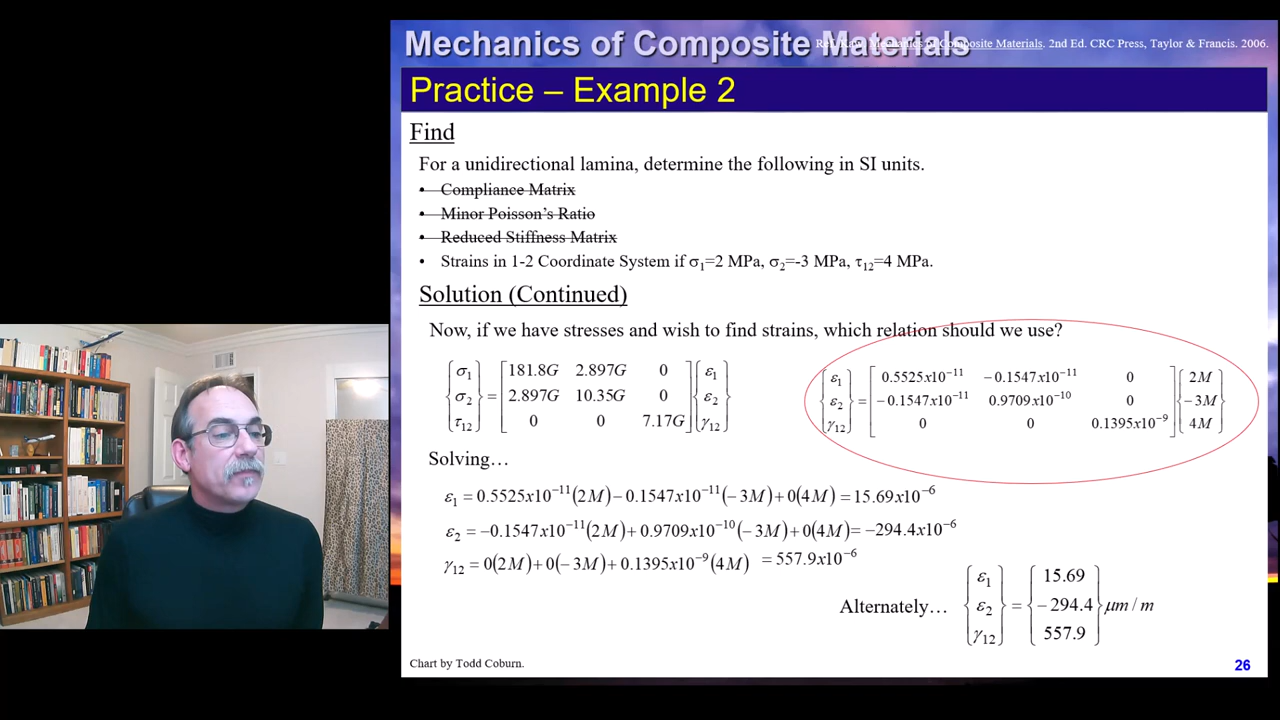 Mechanics of Composite Materials
Composite Materials. 2nd Ed. CRC Press, Taylor & Francis. 2006.
Practice – Example 2
Find
For a unidirectional lamina, determine the following in SI units.
• Compliance Matrix
• Minor Poisson's Ratio
• Reduced Stiffness Matrix
• Strains in 1-2 Coordinate System if σ₁=2 MPa, σ₂=-3 MPa, τ₁₂=4 MPa.
Solution (Continued)
Now, if we have stresses and wish to find strains, which relation should we use?
{σ₁ σ₂ τ₁₂} = [181.8G 2.897G 0; 2.897G 10.35G 0; 0 0 7.17G] {ε₁ ε₂ γ₁₂}
{ε₁ ε₂ γ₁₂} = [0.5525x10⁻¹¹ −0.1547x10⁻¹¹ 0; −0.1547x10⁻¹¹ 0.9709x10⁻¹⁰ 0; 0 0 0.1395x10⁻⁹] {2M −3M 4M}
Solving…
ε₁ = 0.5525x10⁻¹¹(2M)−0.1547x10⁻¹¹(−3M)+0(4M) = 15.69x10⁻⁶
ε₂ = −0.1547x10⁻¹¹(2M)+0.9709x10⁻¹⁰(−3M)+0(4M)= −294.4x10⁻⁶
γ₁₂ = 0(2M)+0(−3M)+0.1395x10⁻⁹(4M) = 557.9x10⁻⁶
Alternately… {ε₁ ε₂ γ₁₂} = {15.69 −294.4 557.9} μm/m
Chart by Todd Coburn.
26